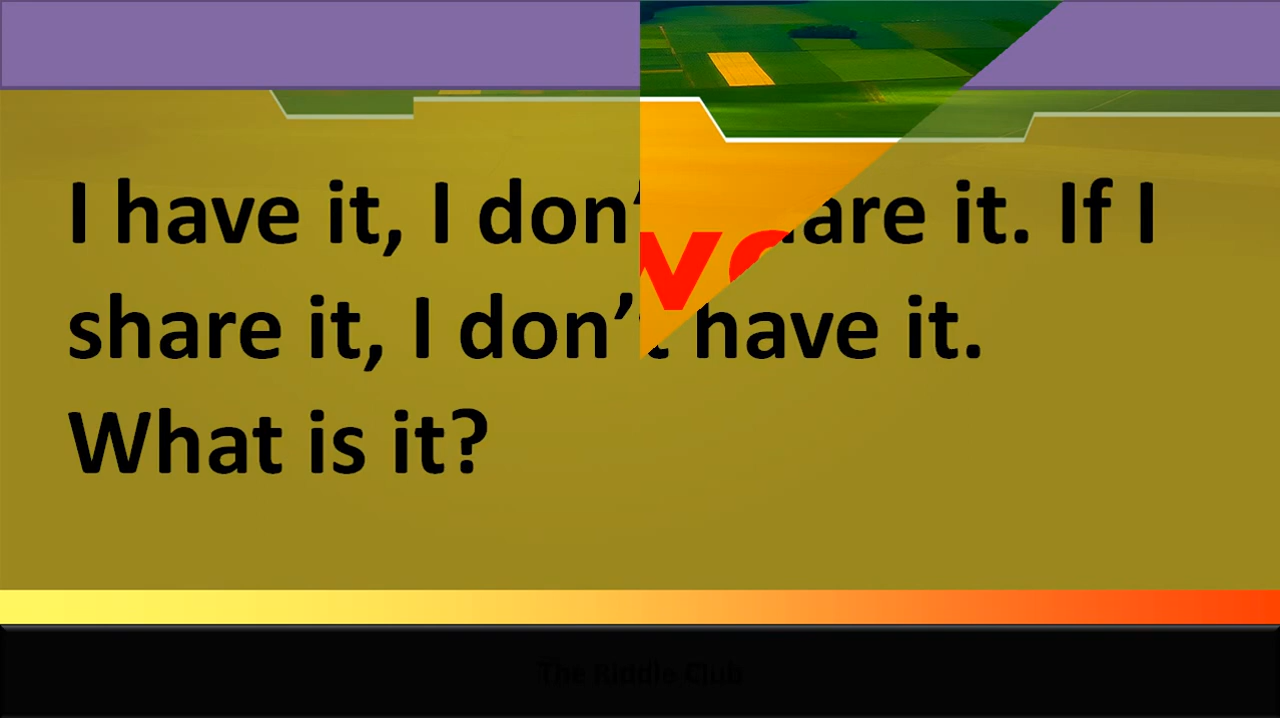 I have it, I don’ are it. If I
share it, I don’t have it.
What is it?
The Riddle Club